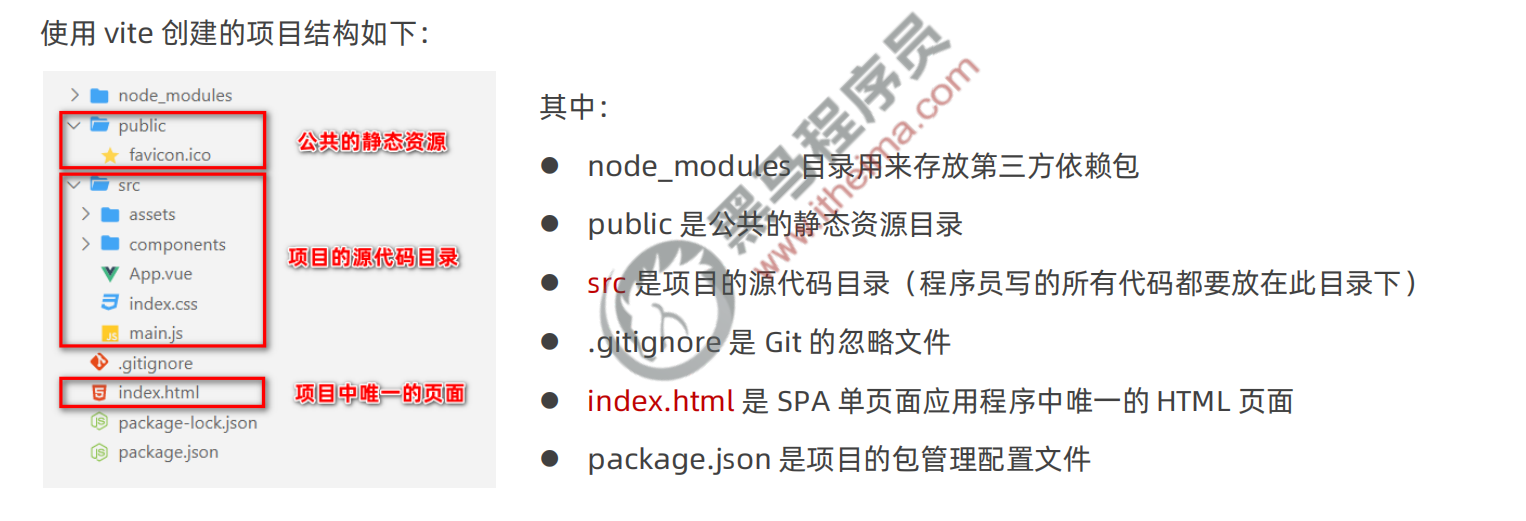 使用 vite 创建的项目结构如下：
node_modules
public
favicon.ico
公共的静态资源
src
assets
components
App.vue
index.css
main.js
项目的源代码目录
.gitignore
index.html
项目中唯一的页面
package-lock.json
package.json
其中：
● node_modules 目录用来存放第三方依赖包
● public 是公共的静态资源目录
● src 是项目的源代码目录（程序员写的所有代码都要放在此目录下）
● .gitignore 是 Git 的忽略文件
● index.html 是 SPA 单页面应用程序中唯一的 HTML 页面
● package.json 是项目的包管理配置文件
黑马程序员
www.itheima.com